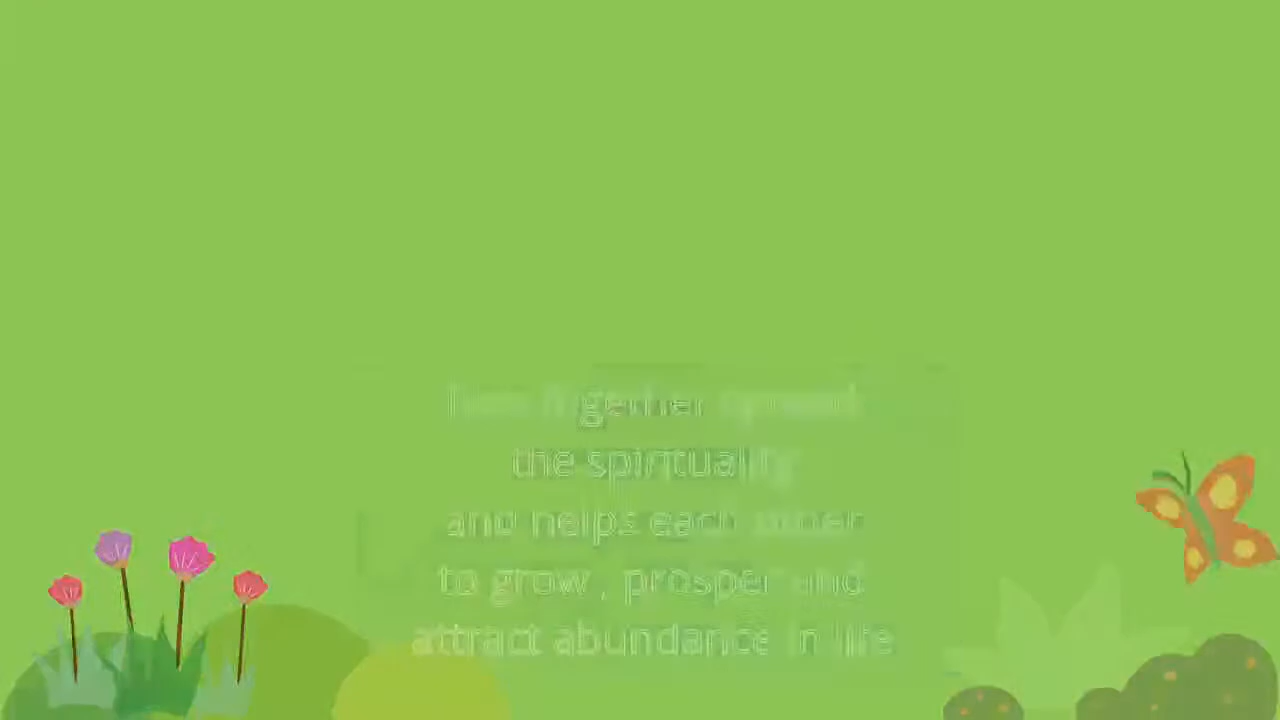 together spread
the spirituality
and helps each other
to grow , prosper and
attract abundance in life